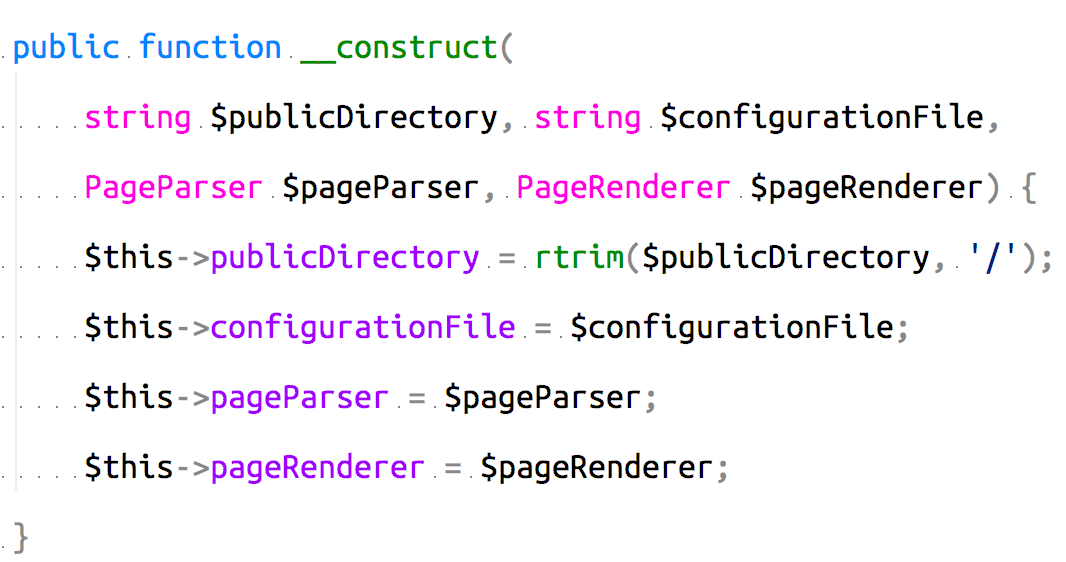 public function __construct(
string $publicDirectory, string $configurationFile,
PageParser $pageParser, PageRenderer $pageRenderer) {
$this->publicDirectory = rtrim($publicDirectory, '/');
$this->configurationFile = $configurationFile;
$this->pageParser = $pageParser;
$this->pageRenderer = $pageRenderer;
}